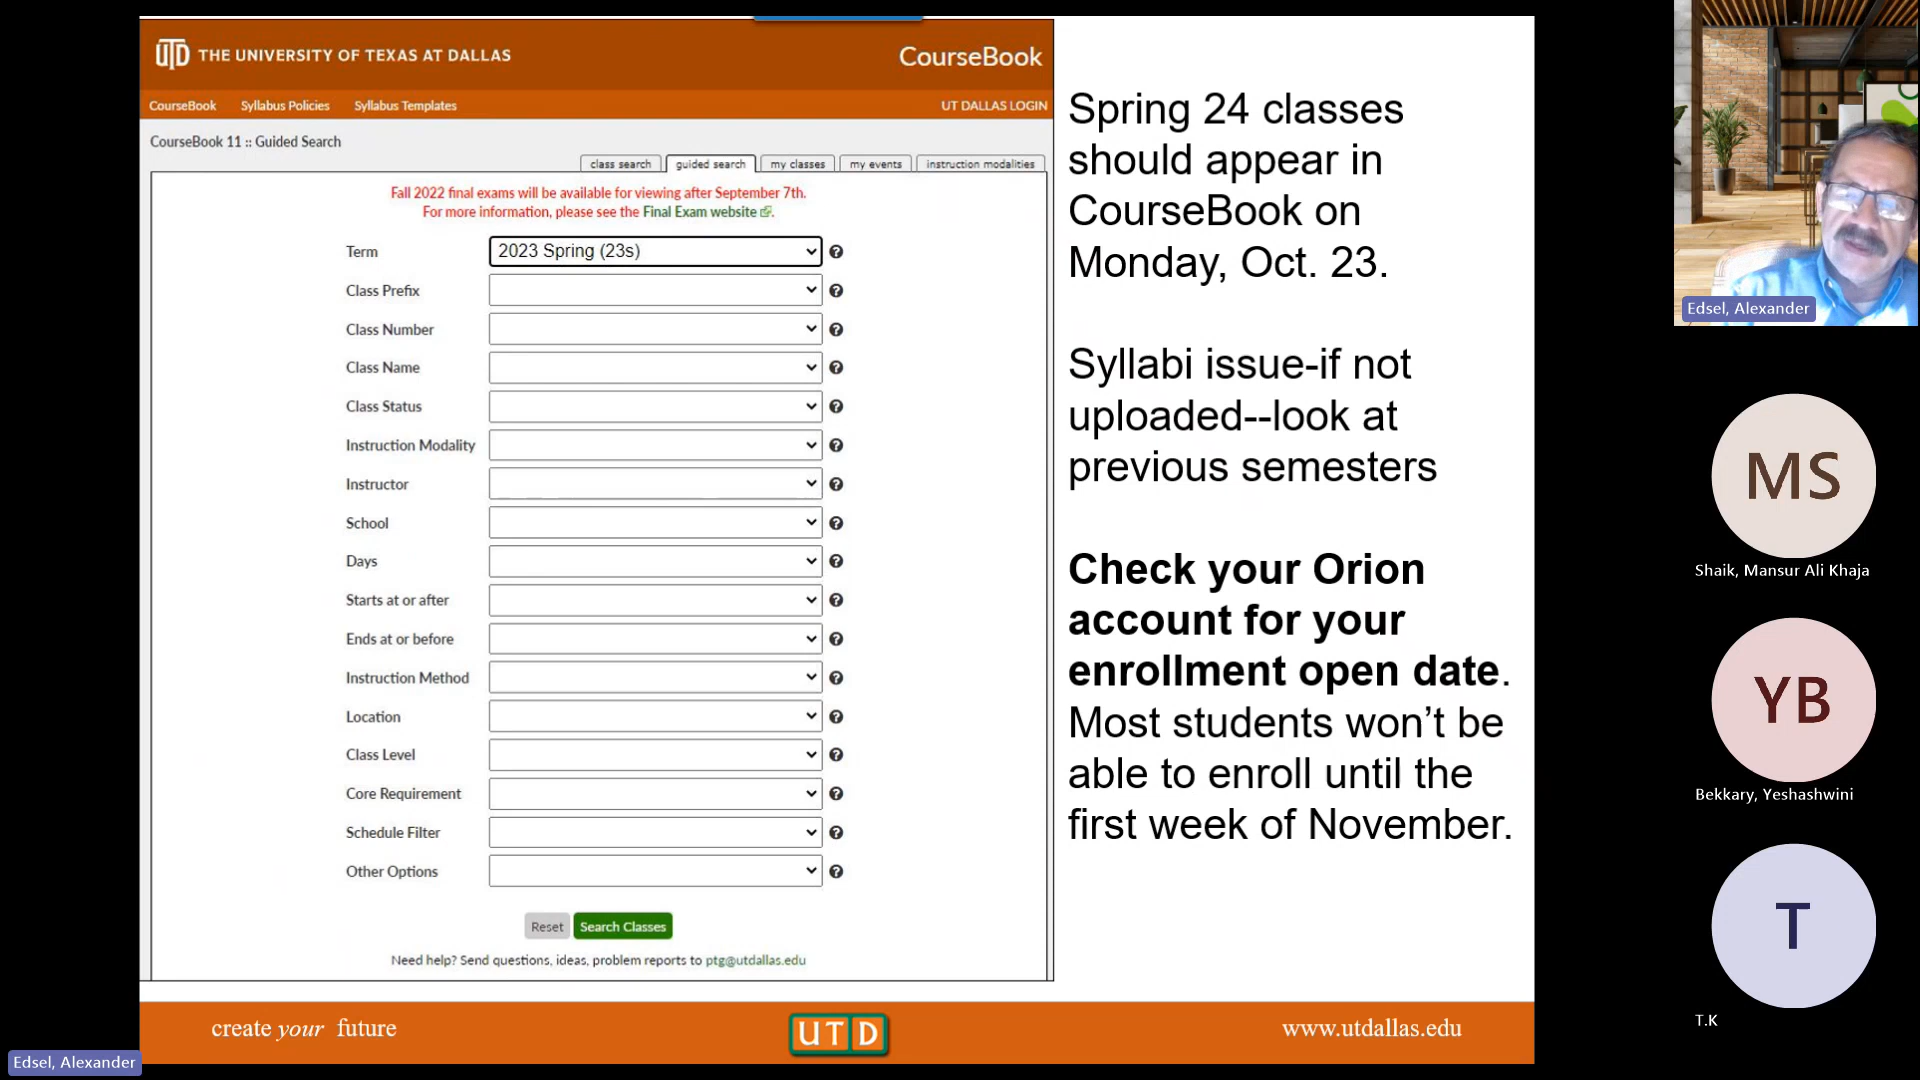 UTD THE UNIVERSITY OF TEXAS AT DALLAS
CourseBook
CourseBook Syllabus Policies Syllabus Templates
UT DALLAS LOGIN
CourseBook 11 :: Guided Search
class search guided search my classes my events instruction modalities
Fall 2022 final exams will be available for viewing after September 7th.
For more information, please see the Final Exam website.
Term 2023 Spring (23s)
Class Prefix
Class Number
Class Name
Class Status
Instruction Modality
Instructor
School
Days
Starts at or after
Ends at or before
Instruction Method
Location
Class Level
Core Requirement
Schedule Filter
Other Options
Reset Search Classes
Need help? Send questions, ideas, problem reports to ptg@utdallas.edu
Spring 24 classes
should appear in
CourseBook on
Monday, Oct. 23.
Syllabi issue-if not
uploaded--look at
previous semesters
Check your Orion
account for your
enrollment open date.
Most students won’t be
able to enroll until the
first week of November.
create your future
UTD
www.utdallas.edu
Edsel, Alexander
Edsel, Alexander
MS
Shaik, Mansur Ali Khaja
YB
Bekkary, Yeshashwini
T
T.K